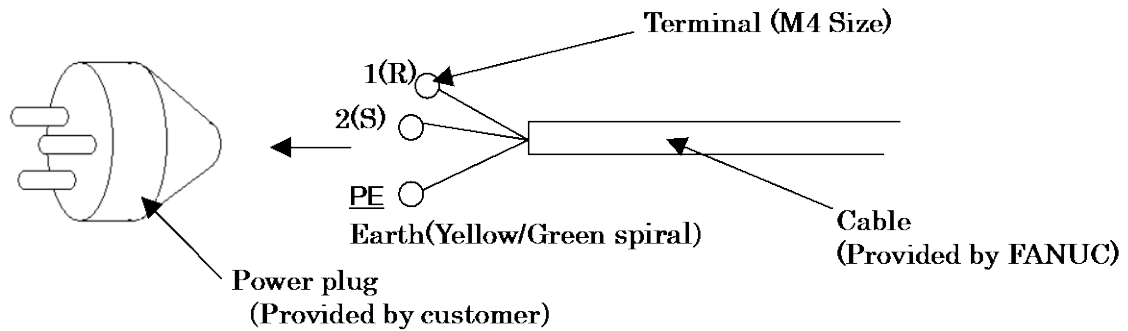 Terminal (M4 Size)
1(R)
2(S)
PE
Earth(Yellow/Green spiral)
Cable
(Provided by FANUC)
Power plug
(Provided by customer)